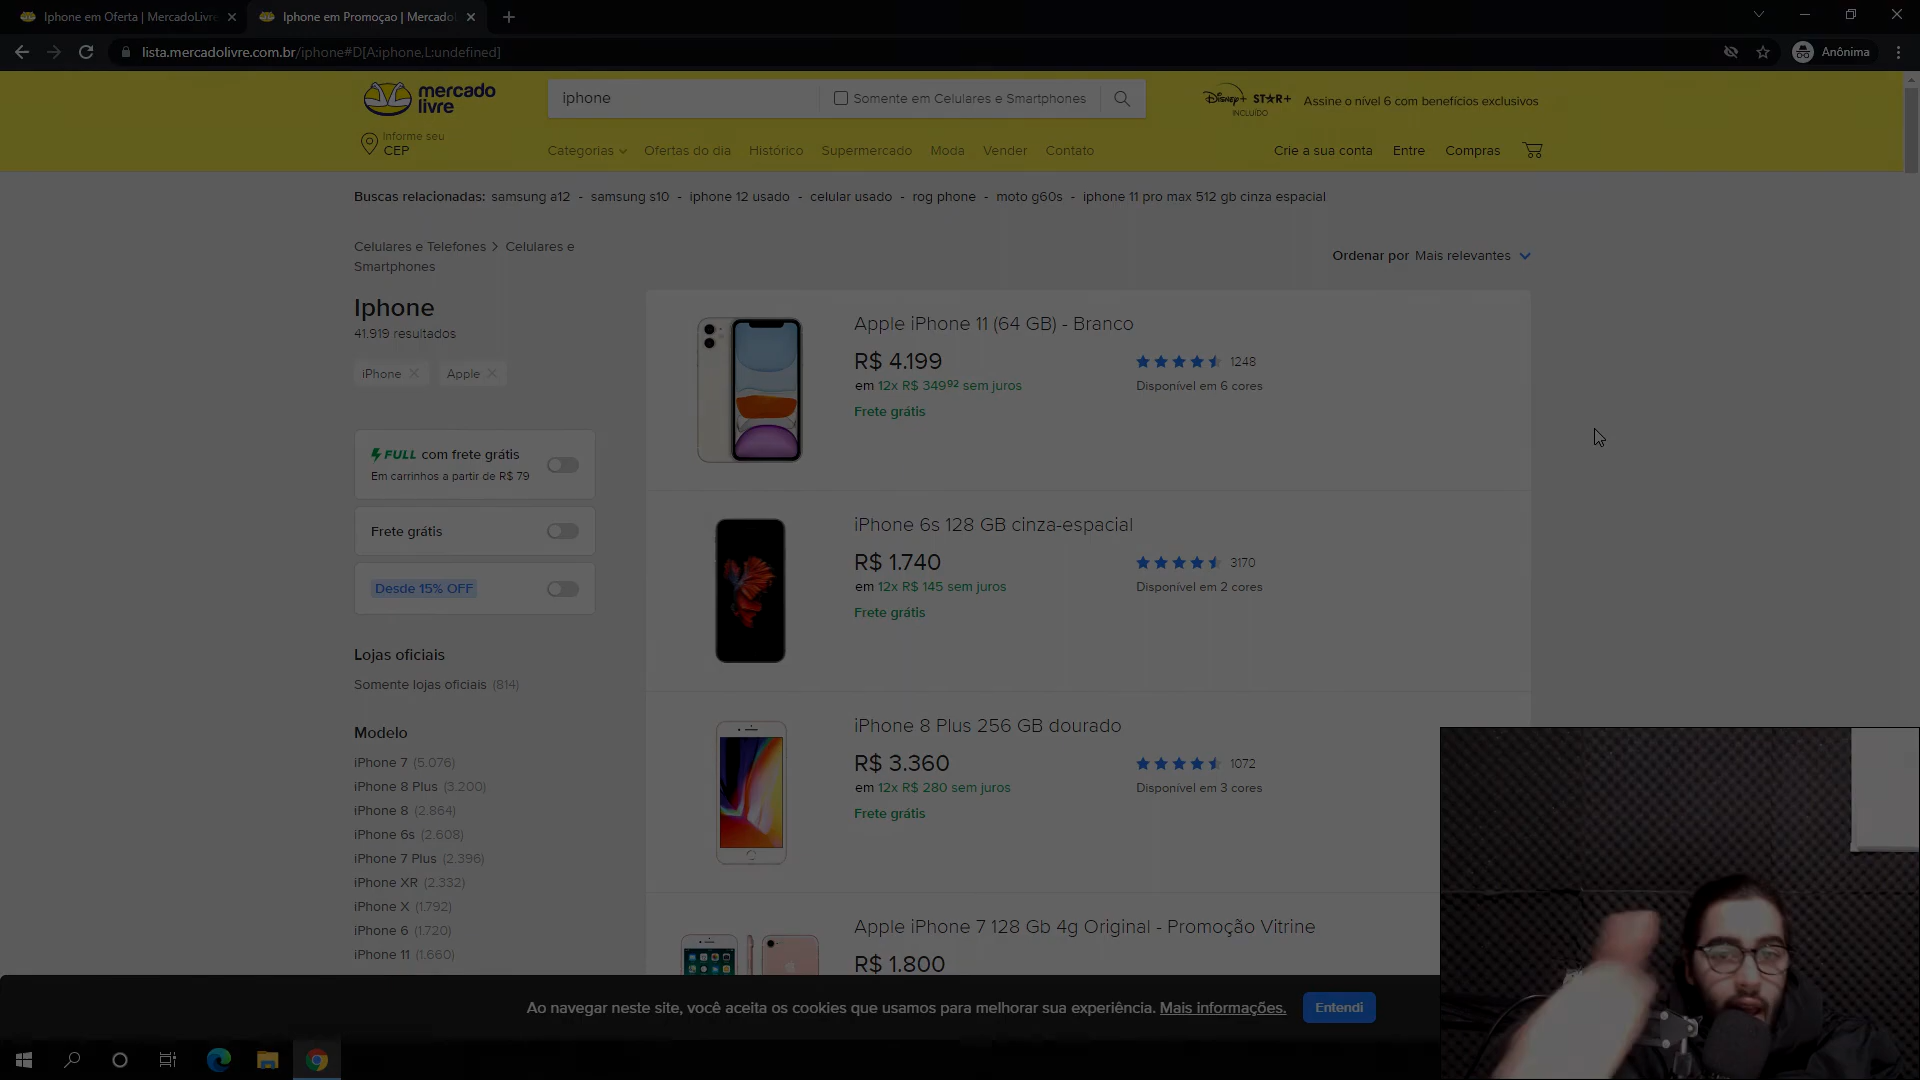 Iphone em Oferta | MercadoLivre
Iphone em Promoçao | MercadoL
lista.mercadolivre.com.br/iphone#D[A:iphone,L:undefined]
Anônima
mercado
livre
iphone
Somente em Celulares e Smartphones
Disney+ STAR+
INCLUÍDO
Assine o nível 6 com benefícios exclusivos
Informe seu
CEP
Categorias Ofertas do dia Histórico Supermercado Moda Vender Contato
Crie a sua conta Entre Compras
Buscas relacionadas: samsung a12 - samsung s10 - iphone 12 usado - celular usado - rog phone - moto g60s - iphone 11 pro max 512 gb cinza espacial
Celulares e Telefones > Celulares e
Smartphones
Ordenar por Mais relevantes
Iphone
41.919 resultados
iPhone
Apple
FULL com frete grátis
Em carrinhos a partir de R$ 79
Frete grátis
Desde 15% OFF
Lojas oficiais
Somente lojas oficiais (814)
Modelo
iPhone 7 (5.076)
iPhone 8 Plus (3.200)
iPhone 8 (2.864)
iPhone 6s (2.608)
iPhone 7 Plus (2.396)
iPhone XR (2.332)
iPhone X (1.792)
iPhone 6 (1.720)
iPhone 11 (1.660)
Apple iPhone 11 (64 GB) - Branco
R$ 4.199
em 12x R$ 349⁹² sem juros
Frete grátis
1248
Disponível em 6 cores
iPhone 6s 128 GB cinza-espacial
R$ 1.740
em 12x R$ 145 sem juros
Frete grátis
3170
Disponível em 2 cores
iPhone 8 Plus 256 GB dourado
R$ 3.360
em 12x R$ 280 sem juros
Frete grátis
1072
Disponível em 3 cores
Apple iPhone 7 128 Gb 4g Original - Promoção Vitrine
R$ 1.800
Ao navegar neste site, você aceita os cookies que usamos para melhorar sua experiência. Mais informações.
Entendi